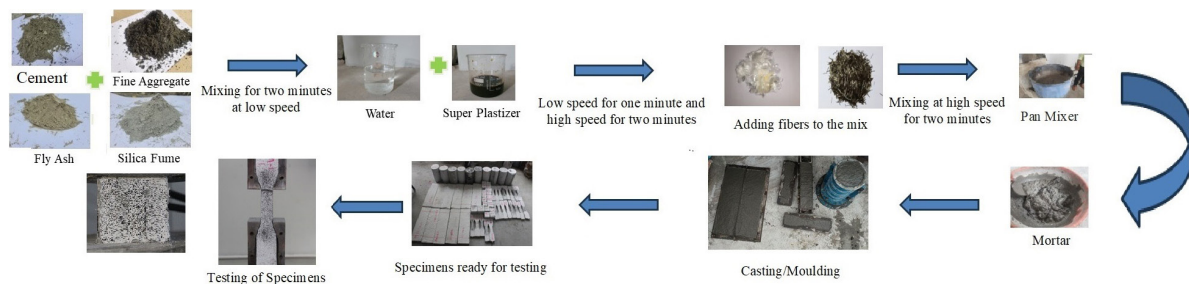 Cement
Fine Aggregate
Fly Ash
Silica Fume
Mixing for two minutes
at low speed
Water
Super Plastizer
Low speed for one minute and
high speed for two minutes
Adding fibers to the mix
Mixing at high speed
for two minutes
Pan Mixer
Mortar
Casting/Moulding
Specimens ready for testing
Testing of Specimens